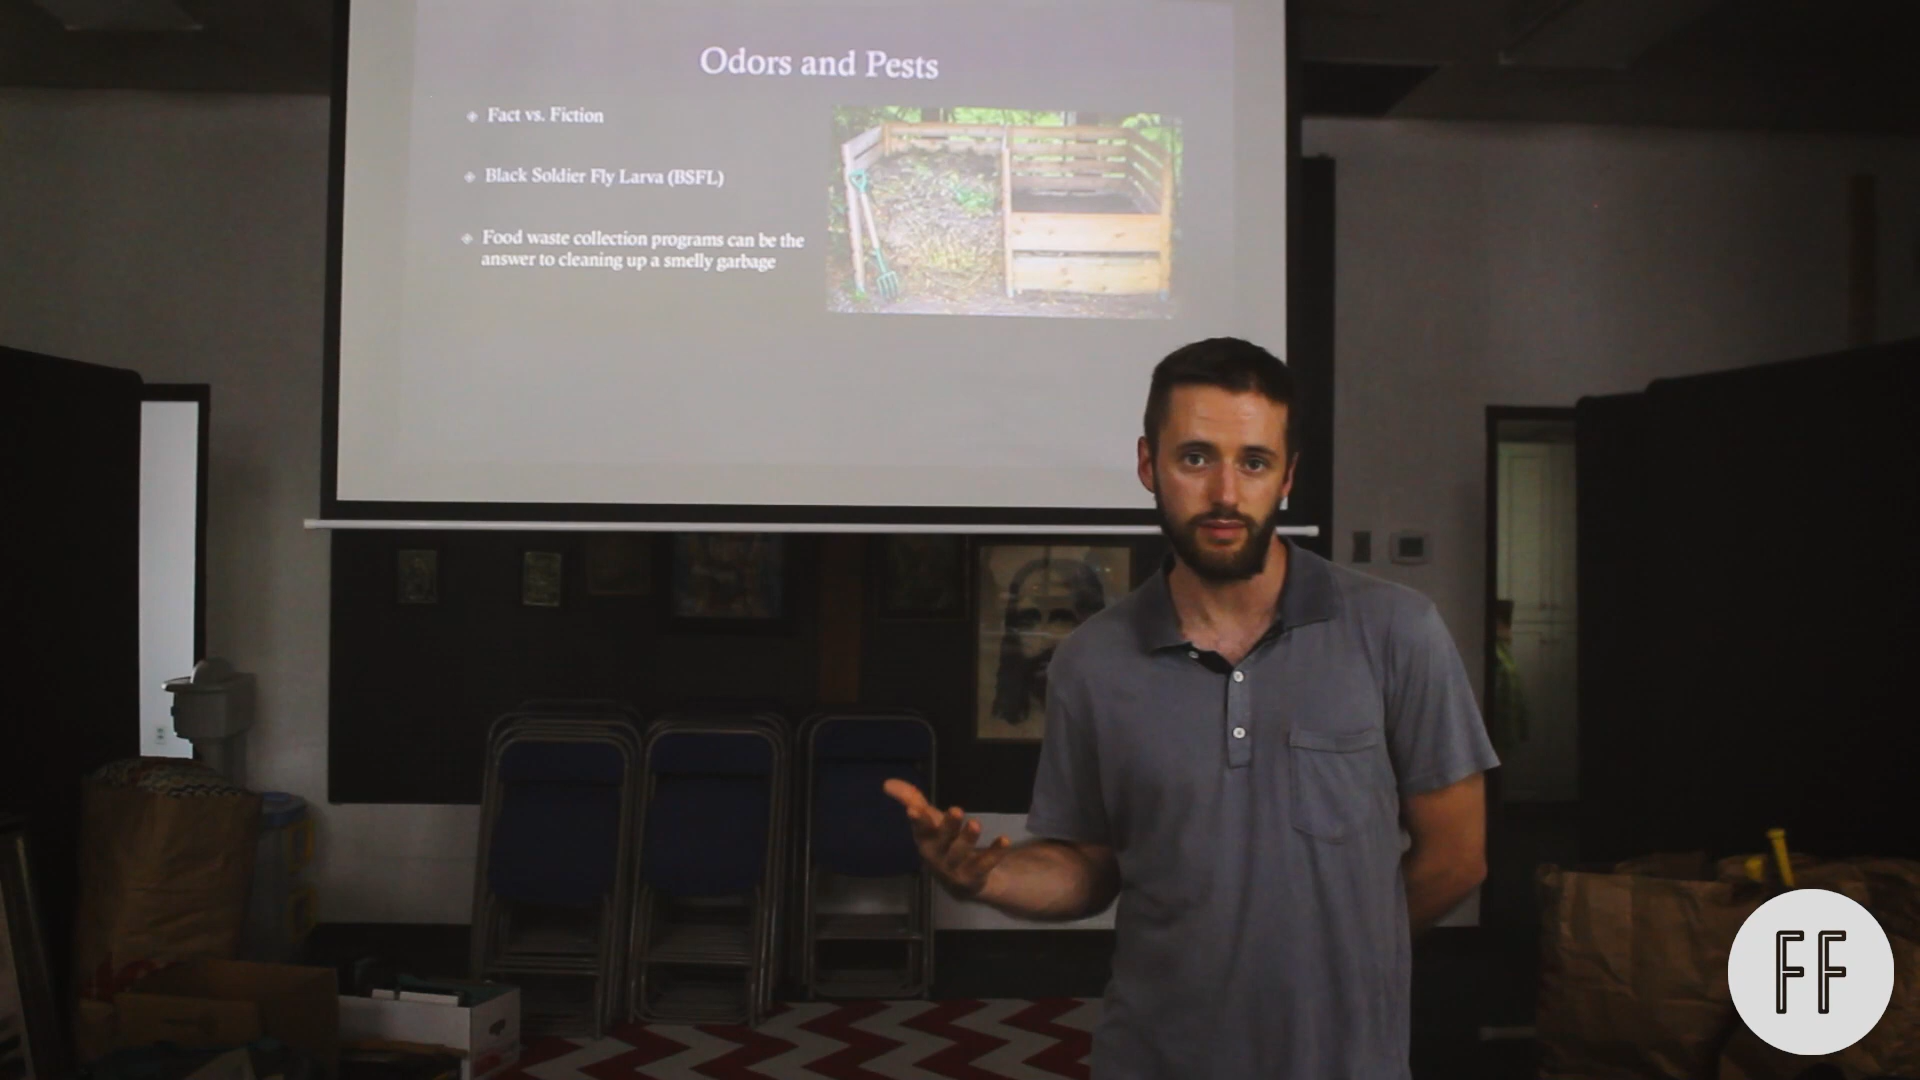 Odors and Pests
Fact vs. Fiction
Black Soldier Fly Larva (BSFL)
Food waste collection programs can be the
answer to cleaning up a smelly garbage
FF